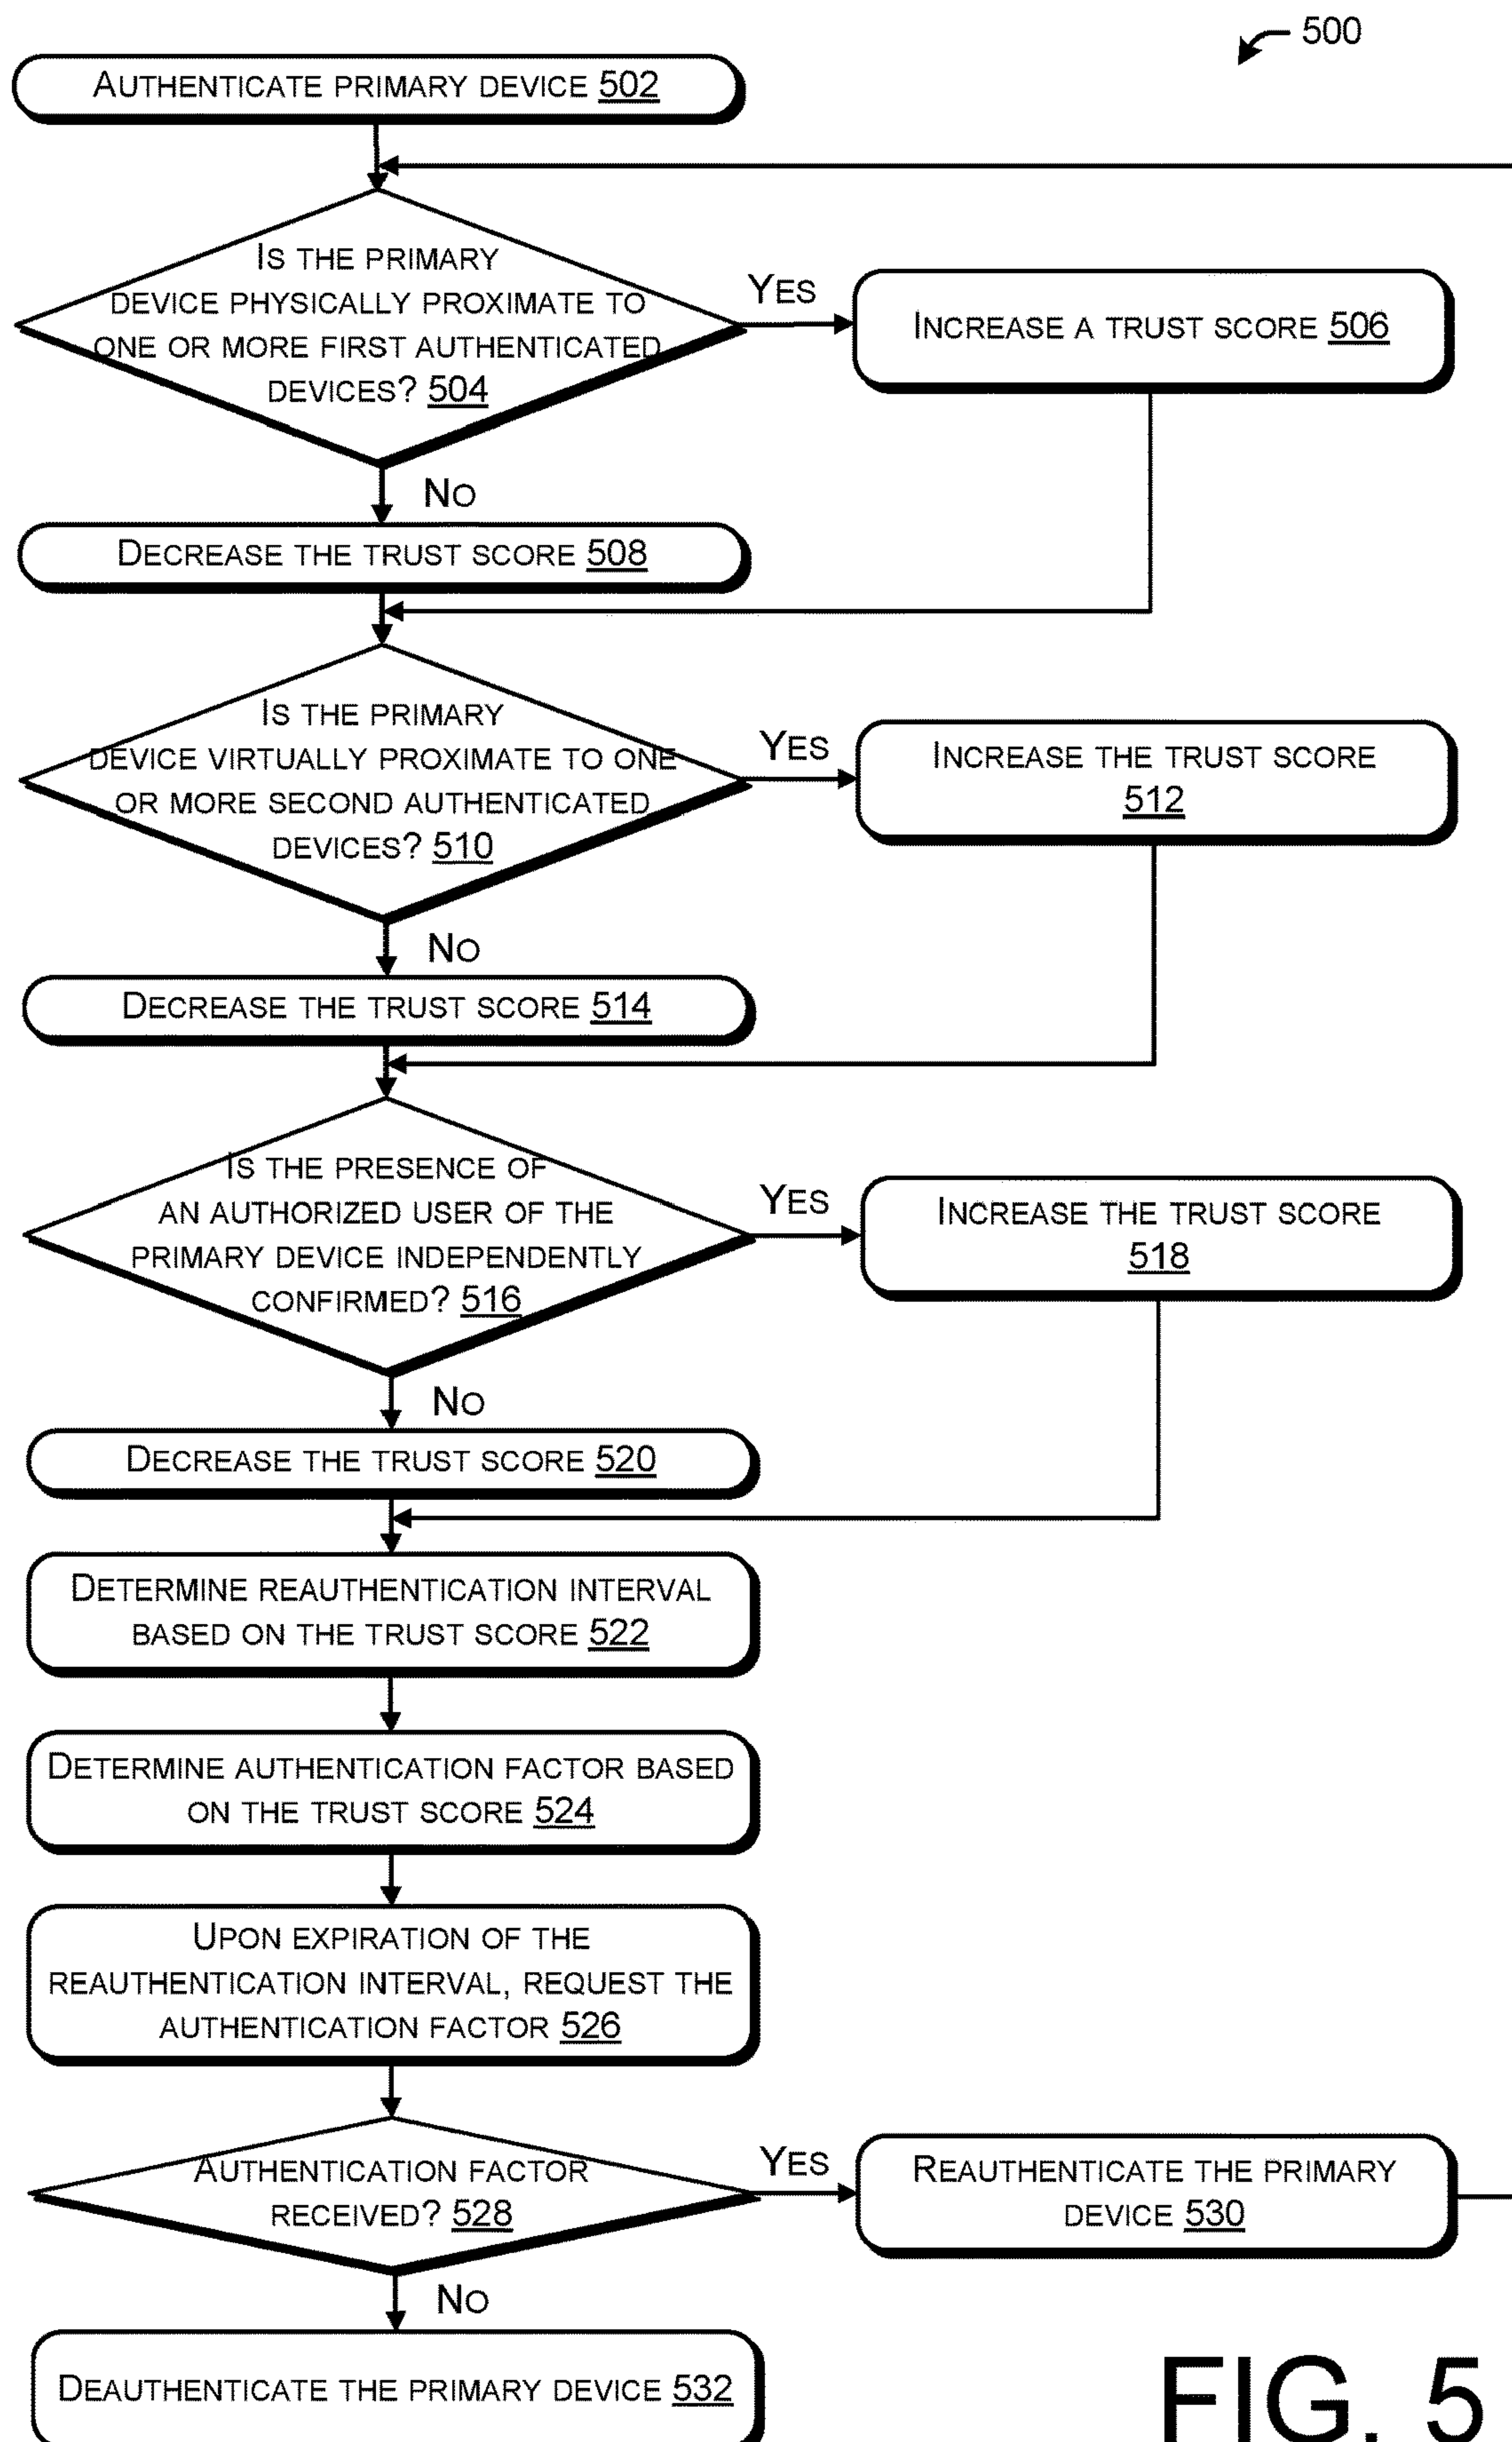 500
AUTHENTICATE PRIMARY DEVICE 502
IS THE PRIMARY
DEVICE PHYSICALLY PROXIMATE TO
ONE OR MORE FIRST AUTHENTICATED
DEVICES? 504
YES
INCREASE A TRUST SCORE 506
NO
DECREASE THE TRUST SCORE 508
IS THE PRIMARY
DEVICE VIRTUALLY PROXIMATE TO ONE
OR MORE SECOND AUTHENTICATED
DEVICES? 510
YES
INCREASE THE TRUST SCORE
512
NO
DECREASE THE TRUST SCORE 514
IS THE PRESENCE OF
AN AUTHORIZED USER OF THE
PRIMARY DEVICE INDEPENDENTLY
CONFIRMED? 516
YES
INCREASE THE TRUST SCORE
518
NO
DECREASE THE TRUST SCORE 520
DETERMINE REAUTHENTICATION INTERVAL
BASED ON THE TRUST SCORE 522
DETERMINE AUTHENTICATION FACTOR BASED
ON THE TRUST SCORE 524
UPON EXPIRATION OF THE
REAUTHENTICATION INTERVAL, REQUEST THE
AUTHENTICATION FACTOR 526
AUTHENTICATION FACTOR
RECEIVED? 528
YES
REAUTHENTICATE THE PRIMARY
DEVICE 530
NO
DEAUTHENTICATE THE PRIMARY DEVICE 532
FIG. 5